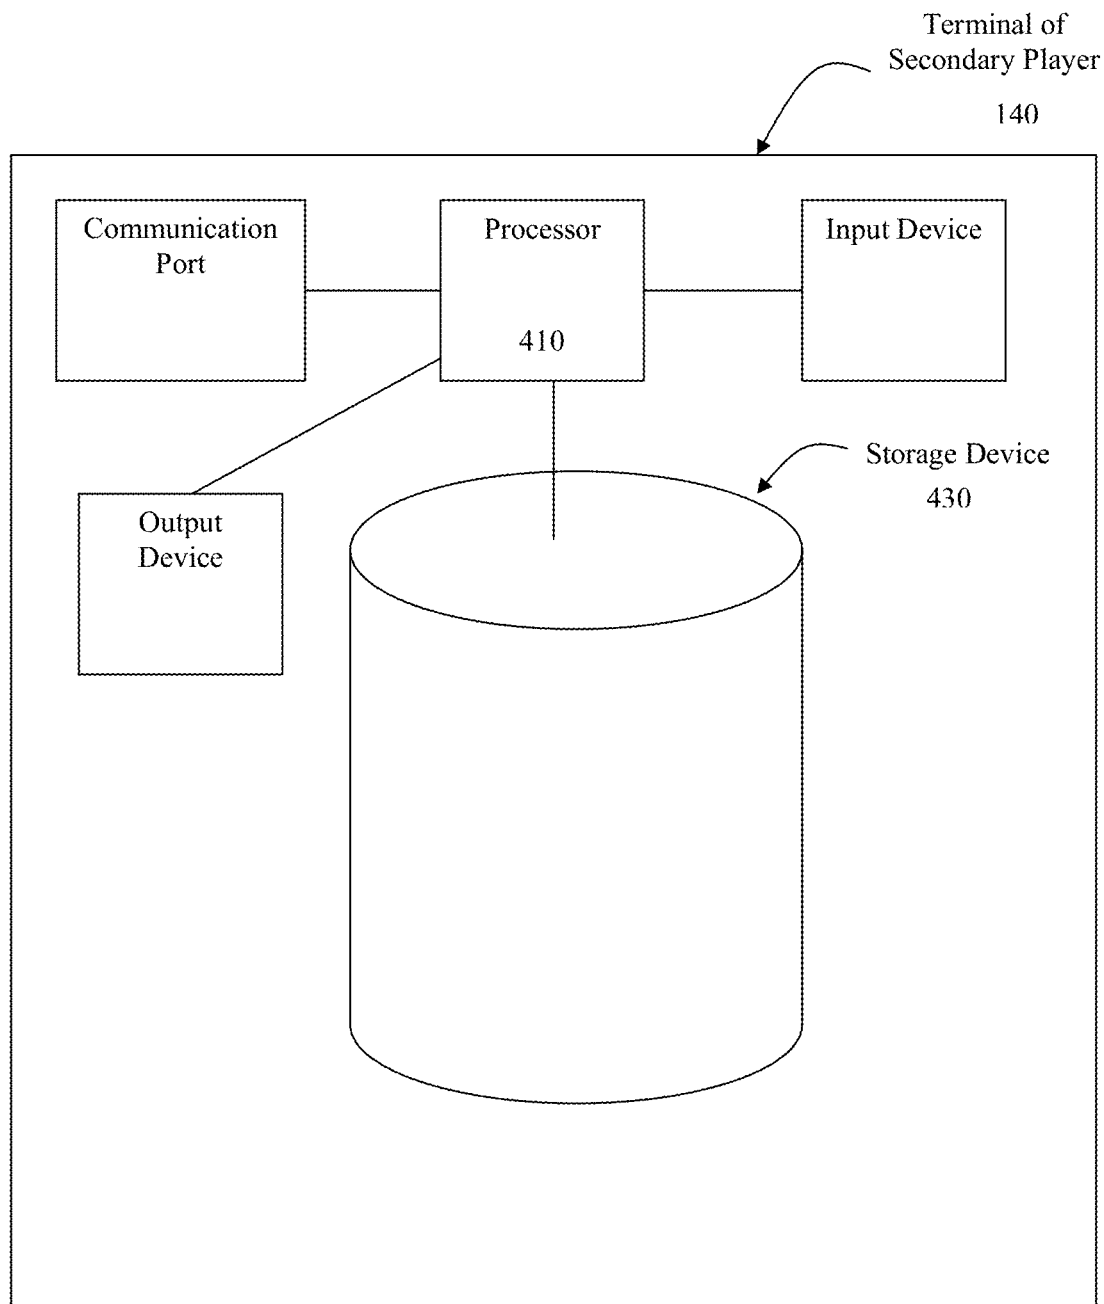 Terminal of
Secondary Player
140
Communication
Port
Processor
410
Input Device
Storage Device
430
Output
Device